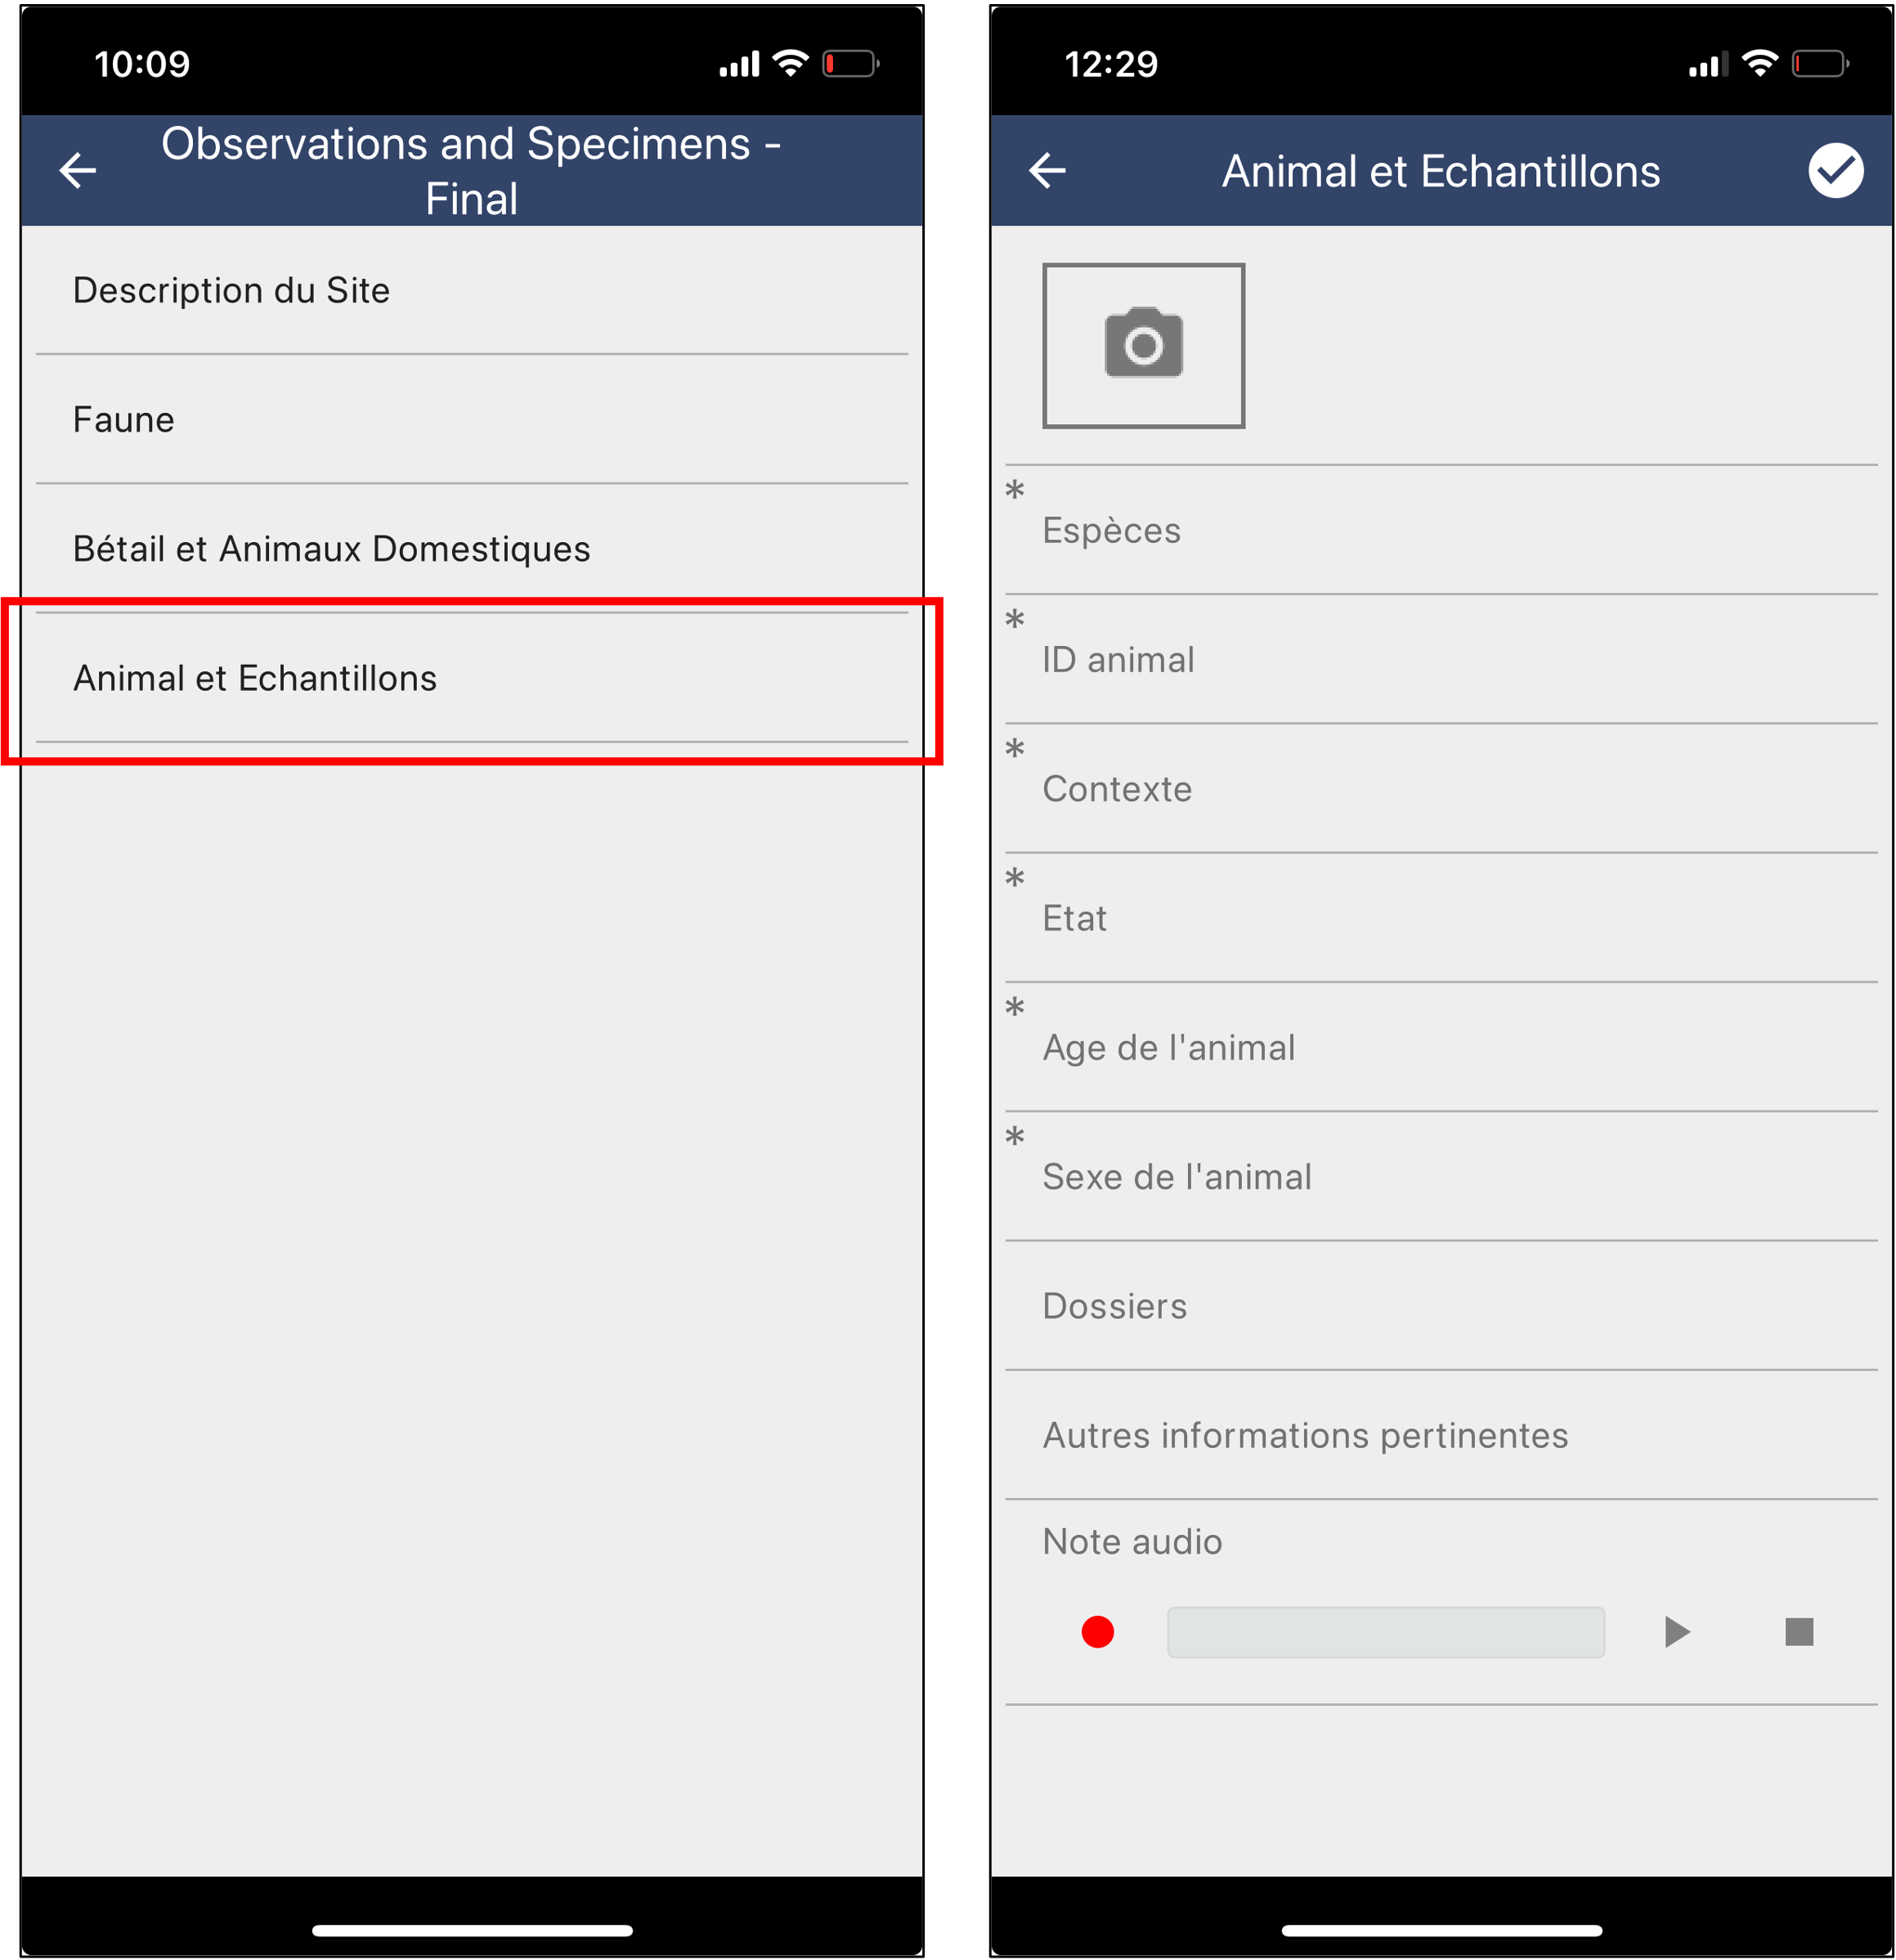 10:09
Observations and Specimens -
Final
Description du Site
Faune
Bétail et Animaux Domestiques
Animal et Echantillons
12:29
Animal et Echantillons
*
Espèces
*
ID animal
*
Contexte
*
Etat
*
Age de l'animal
*
Sexe de l'animal
Dossiers
Autres informations pertinentes
Note audio